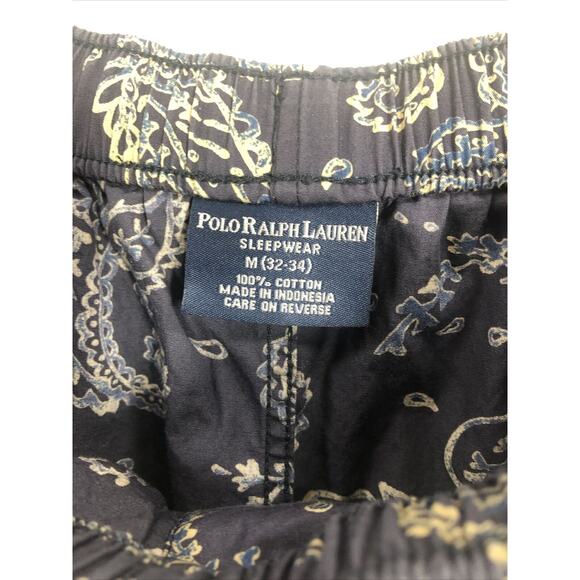 POLO RALPH LAUREN
SLEEPWEAR
M (32-34)
100% COTTON
MADE IN INDONESIA
CARE ON REVERSE